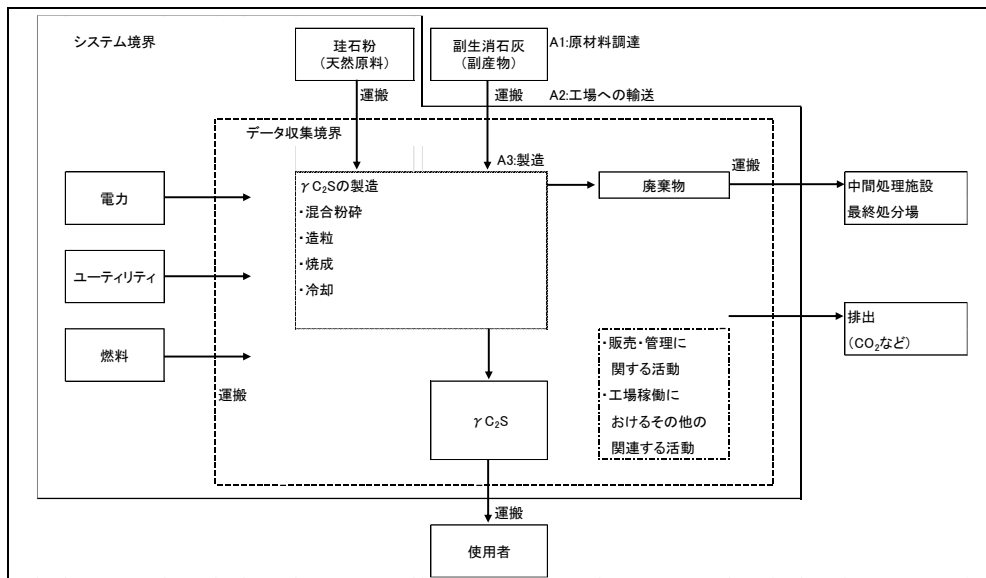 システム境界
珪石粉
（天然原料）
副生消石灰
（副産物）
A1:原材料調達
運搬
運搬
A2:工場への輸送
データ収集境界
A3:製造
運搬
電力
ユーティリティ
燃料
運搬
γC₂Sの製造
・混合粉砕
・造粒
・焼成
・冷却
廃棄物
中間処理施設
最終処分場
排出
（CO₂など）
・販売・管理に
関する活動
・工場稼働に
おけるその他の
関連する活動
γC₂S
運搬
使用者